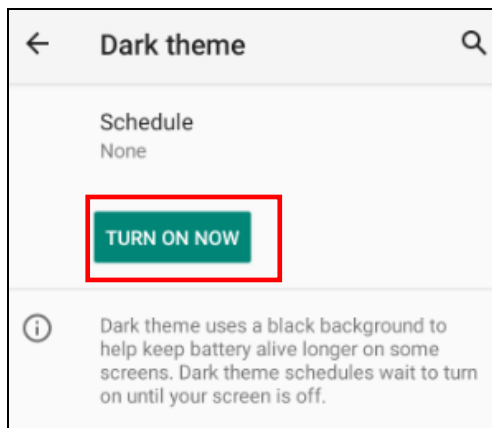 Dark theme
Schedule
None
TURN ON NOW
Dark theme uses a black background to
help keep battery alive longer on some
screens. Dark theme schedules wait to turn
on until your screen is off.